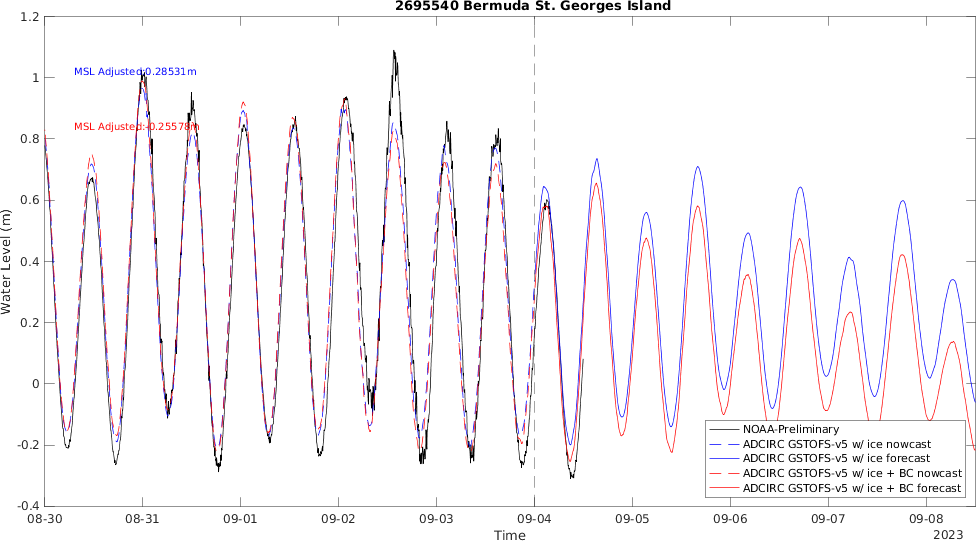 2695540 Bermuda St. Georges Island
1.2
1
0.8
0.6
0.4
0.2
0
-0.2
-0.4
Water Level (m)
MSL Adjusted:0.28531m
MSL Adjusted:-0.25578m
NOAA-Preliminary
ADCIRC GSTOFS-v5 w/ ice nowcast
ADCIRC GSTOFS-v5 w/ ice forecast
ADCIRC GSTOFS-v5 w/ ice + BC nowcast
ADCIRC GSTOFS-v5 w/ ice + BC forecast
08-30 08-31 09-01 09-02 09-03 09-04 09-05 09-06 09-07 09-08
Time
2023